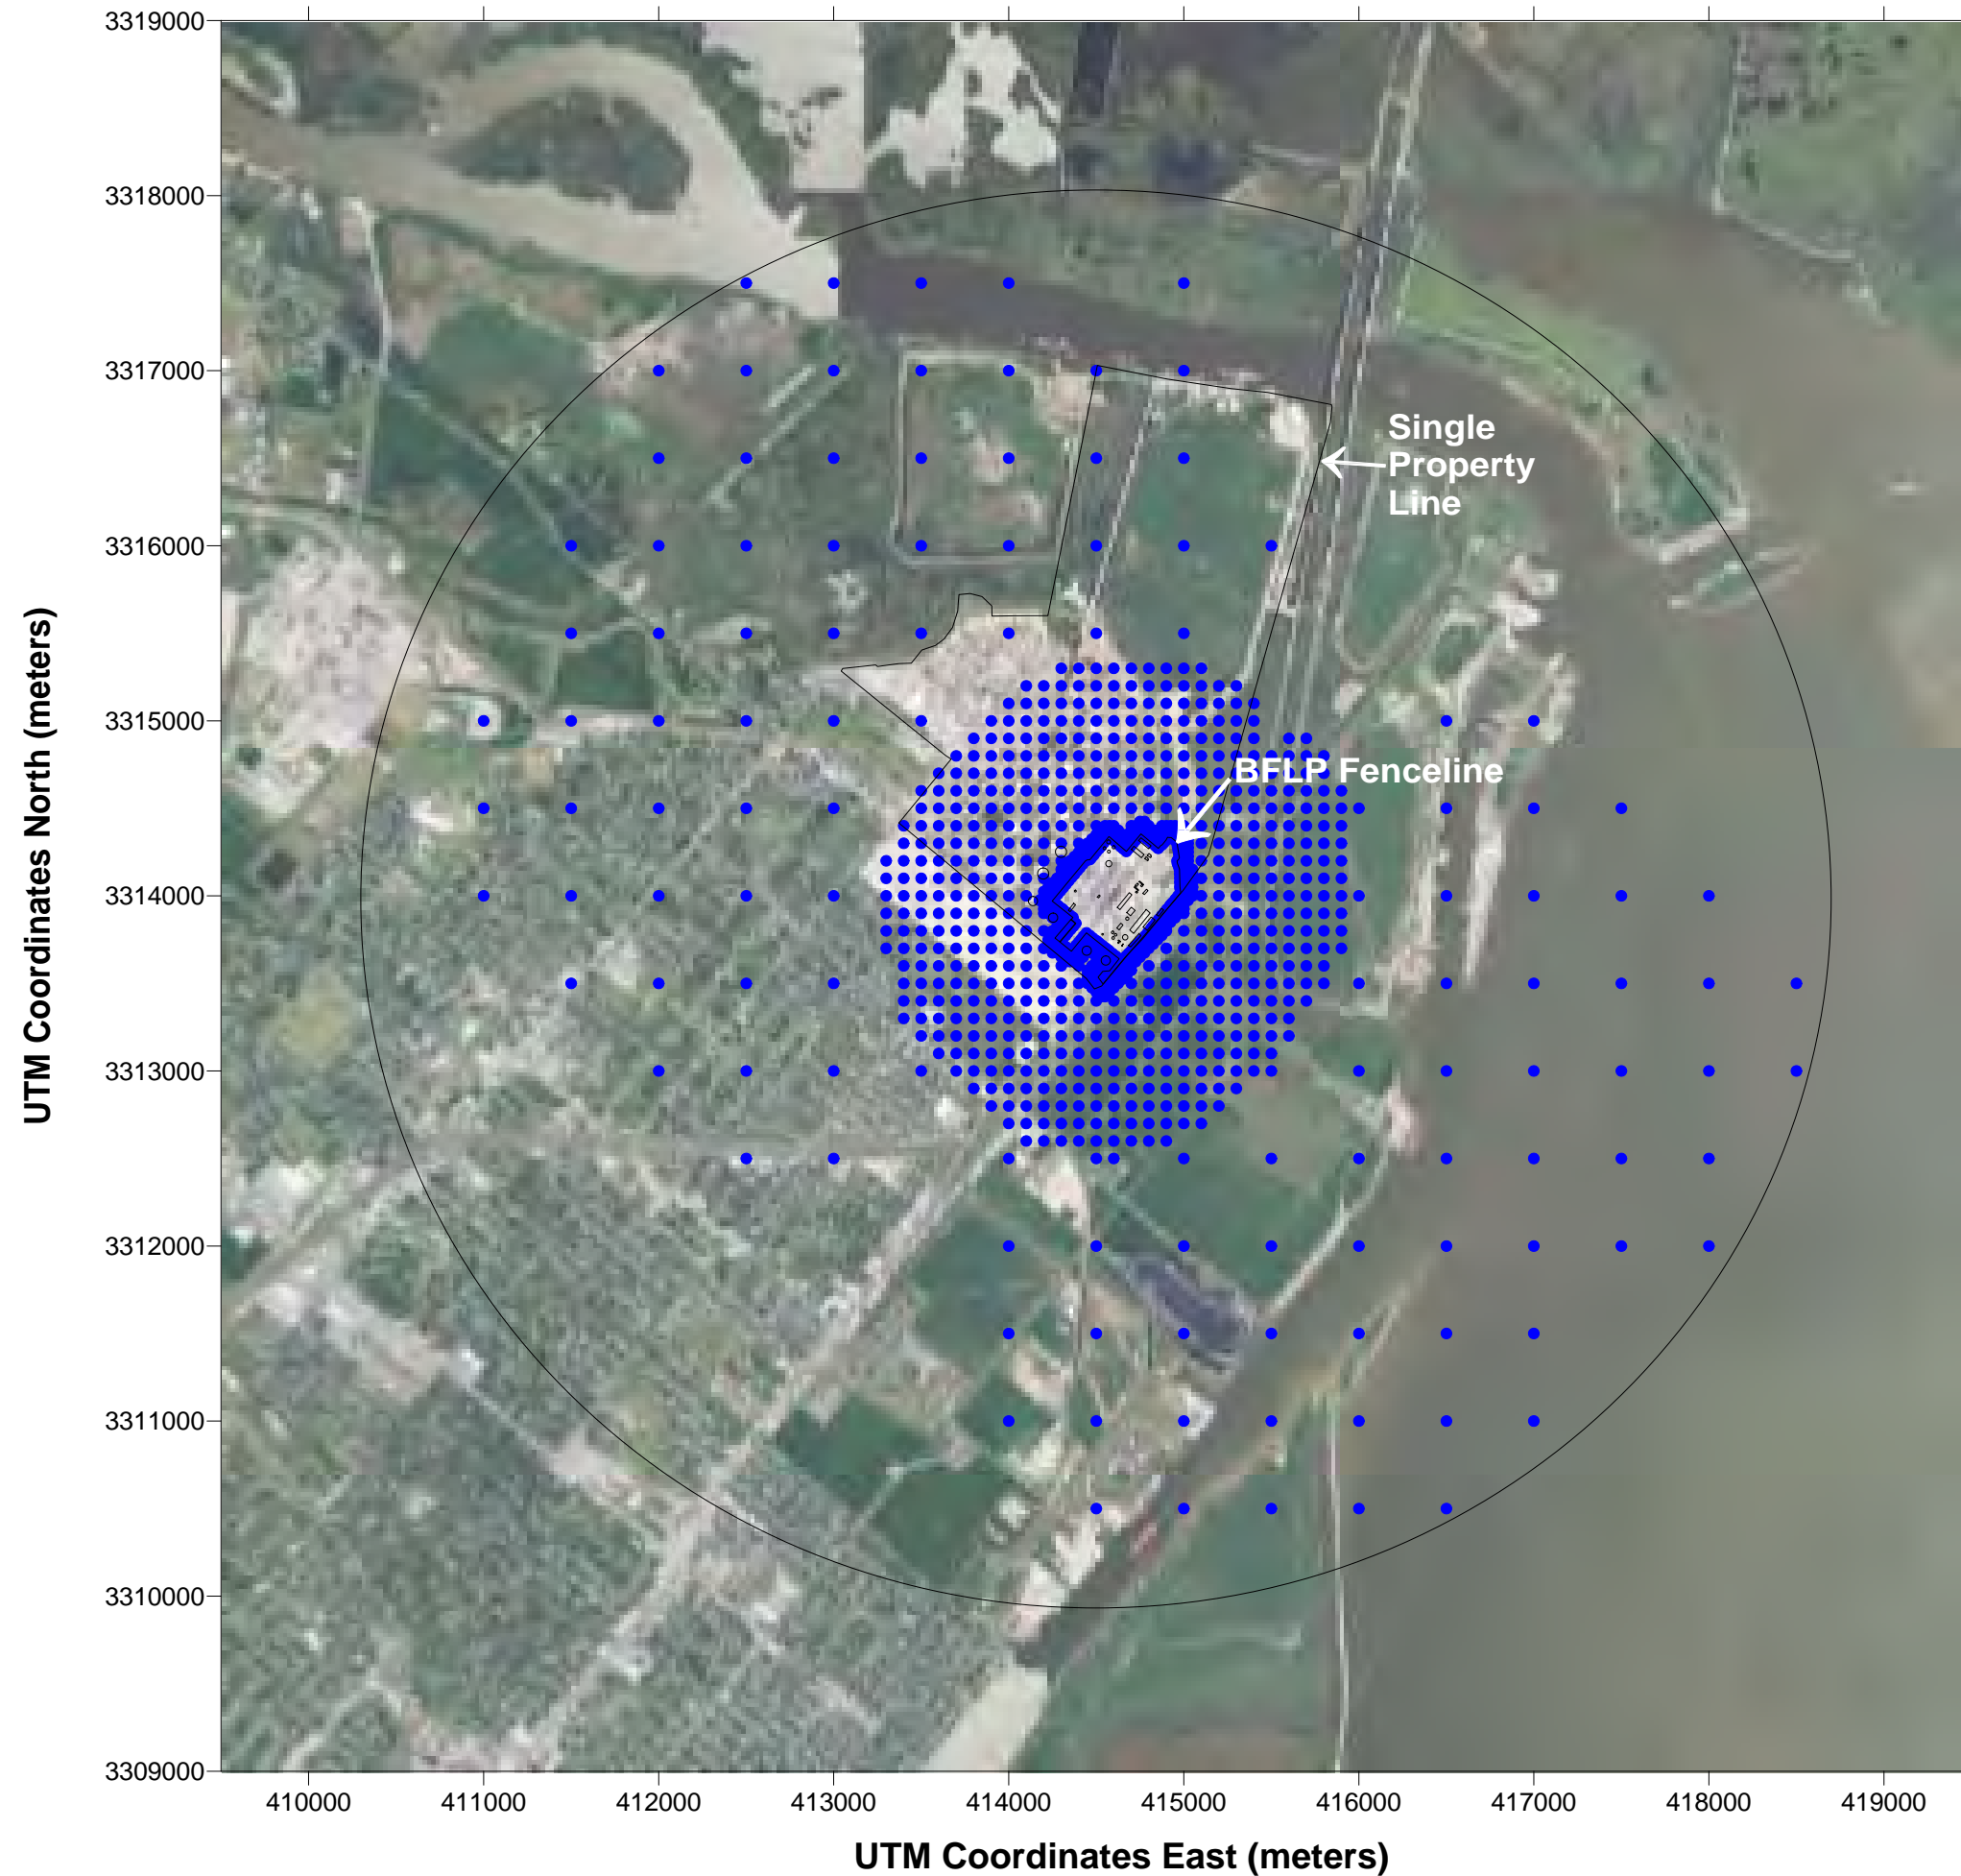 3319000
3318000
3317000
3316000
3315000
3314000
3313000
3312000
3311000
3310000
3309000
UTM Coordinates North (meters)
Single
Property
Line
BFLP Fenceline
410000 411000 412000 413000 414000 415000 416000 417000 418000 419000
UTM Coordinates East (meters)